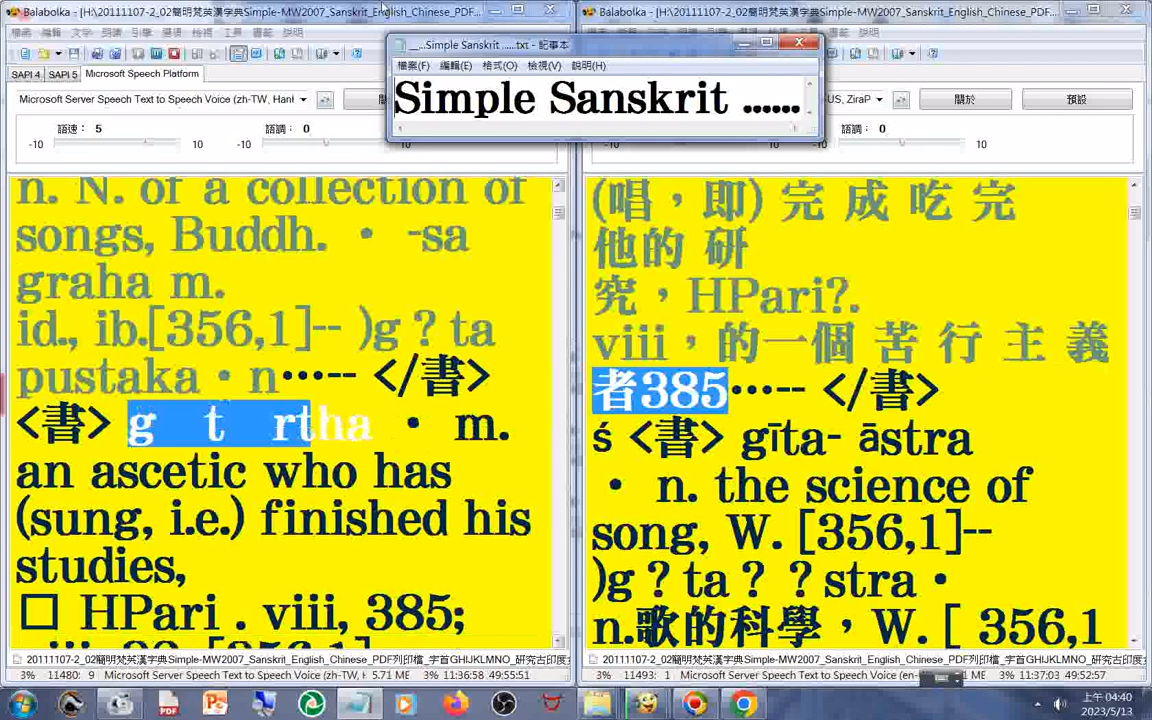 Balabolka - [H:\20111107-2_02簡明梵英漢字典Simple-MW2007_Sanskrit_English_Chinese_PDF...
Balabolka - [H:\20111107-2_02簡明梵英漢字典Simple-MW2007_Sanskrit_English_Chinese_PDF...
__...Simple Sanskrit ......txt - 記事本
檔案(F) 編輯(E) 格式(O) 檢視(V) 說明(H)
Simple Sanskrit ......
SAPI 4 SAPI 5 Microsoft Speech Platform
Microsoft Server Speech Text to Speech Voice (zh-TW, Han
關於 預設
語速： 5 語調： 0
語調： 0
-10 10 -10
-10 10
n. N. of a collection of
songs, Buddh. • -sa
graha m.
id., ib.[356,1]-- )g ? ta
pustaka • n…-- </書>
<書> g t rtha • m.
an ascetic who has
(sung, i.e.) finished his
studies,
□ HPari . viii, 385;
(唱，即) 完 成 吃 完
他的 研
究，HPari?.
viii，的一個 苦 行 主 義
者385…-- </書>
ś <書> gīta- āstra
• n. the science of
song, W. [356,1]--
)g ? ta ? ? stra •
n.歌的科學，W. [ 356,1
20111107-2_02簡明梵英漢字典Simple-MW2007_Sanskrit_English_Chinese_PDF列印檔_字首GHIJKLMNO_研究古印度
20111107-2_02簡明梵英漢字典Simple-MW2007_Sanskrit_English_Chinese_PDF列印檔_字首GHIJKLMNO_研究古印度
3% 11480: 9 Microsoft Server Speech Text to Speech Voice (zh-TW, H 5.71 ME 11:36:58 49:55:51
3% 11493: 1 Microsoft Server Speech Text to Speech Voice (en- 11:37:03 49:52:57
上午 04:40
2023/5/13